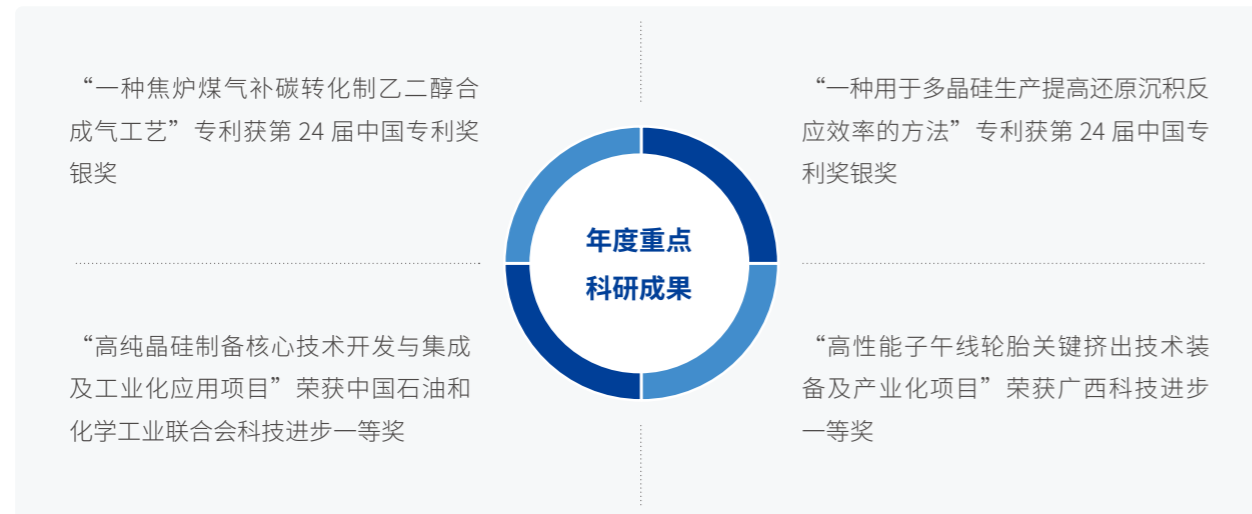 “一种焦炉煤气补碳转化制乙二醇合
成气工艺”专利获第 24 届中国专利奖
银奖
“一种用于多晶硅生产提高还原沉积反
应效率的方法”专利获第 24 届中国专
利奖银奖
年度重点
科研成果
“高纯晶硅制备核心技术开发与集成
及工业化应用项目”荣获中国石油和
化学工业联合会科技进步一等奖
“高性能子午线轮胎关键挤出技术装
备及产业化项目”荣获广西科技进步
一等奖